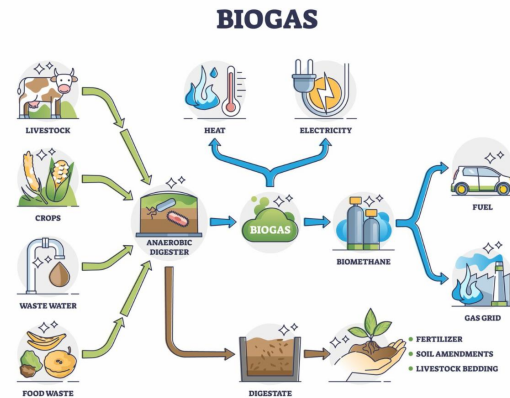 BIOGAS
LIVESTOCK
HEAT
ELECTRICITY
CROPS
ANAEROBIC
DIGESTER
BIOGAS
BIOMETHANE
FUEL
WASTE WATER
GAS GRID
FOOD WASTE
DIGESTATE
FERTILIZER
SOIL AMENDMENTS
LIVESTOCK BEDDING